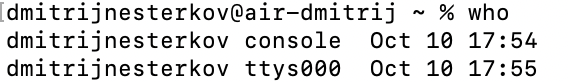 dmitrijnesterkov@air-dmitrij ~ % who
dmitrijnesterkov console  Oct 10 17:54
dmitrijnesterkov ttys000  Oct 10 17:55